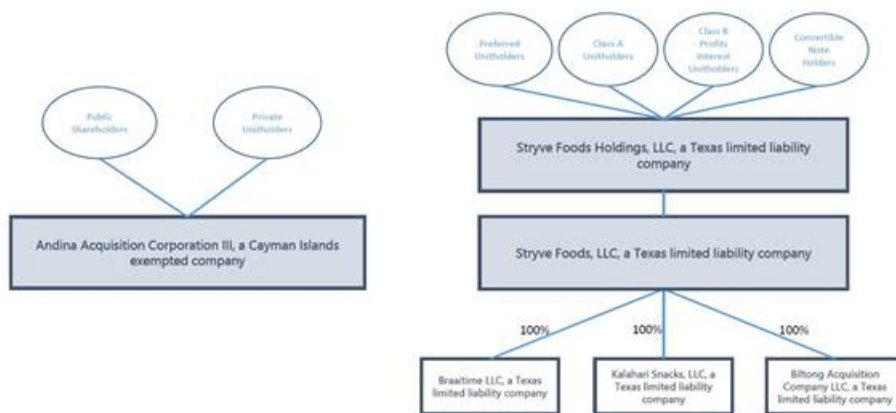 Preferred
Unitholders
Class A
Unitholders
Class B
Profits
Interest
Unitholders
Convertible
Note
Holders
Public
Shareholders
Private
Unitholders
Stryve Foods Holdings, LLC, a Texas limited liability
company
Andina Acquisition Corporation III, a Cayman Islands
exempted company
Stryve Foods, LLC, a Texas limited liability company
100%
100%
100%
Braaitime LLC, a Texas
limited liability company
Kalahari Snacks, LLC, a
Texas limited liability
company
Biltong Acquisition
Company LLC, a Texas
limited liability company